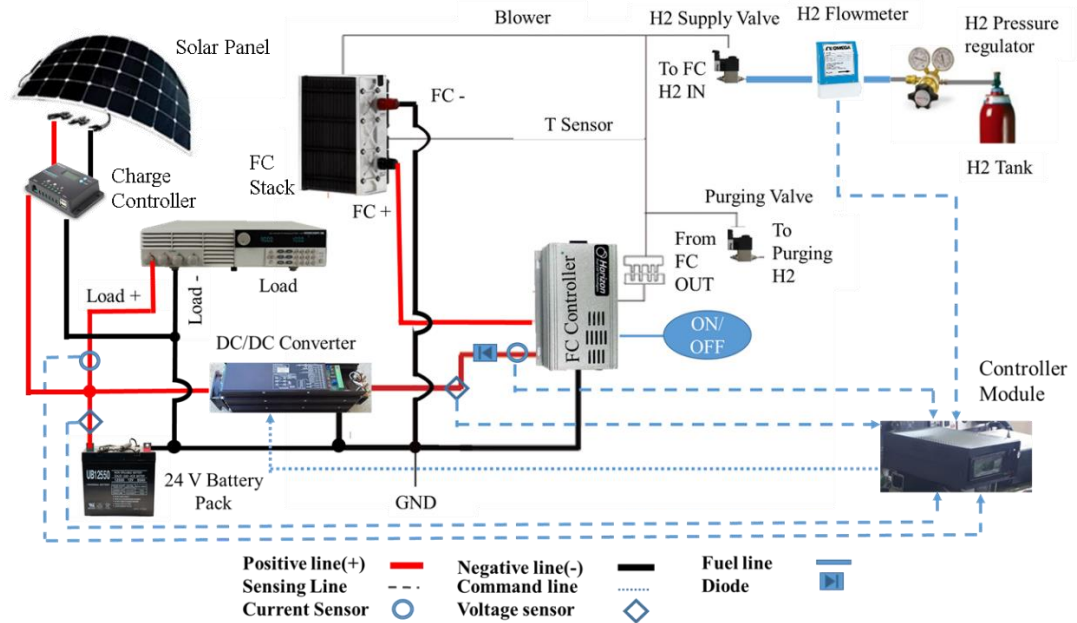 Blower
H2 Supply Valve
H2 Flowmeter
H2 Pressure
regulator
Solar Panel
To FC
H2 IN
OMEGA
FC -
T Sensor
H2 Tank
FC
Stack
Charge
Controller
FC +
Purging Valve
From
FC
OUT
To
Purging
H2
Load +
Load -
Load
Horizon
FC Controller
ON/
OFF
DC/DC Converter
Controller
Module
UB12550
24 V Battery
Pack
GND
Positive line(+)
Negative line(-)
Fuel line
Sensing Line
Command line
Diode
Current Sensor
Voltage sensor